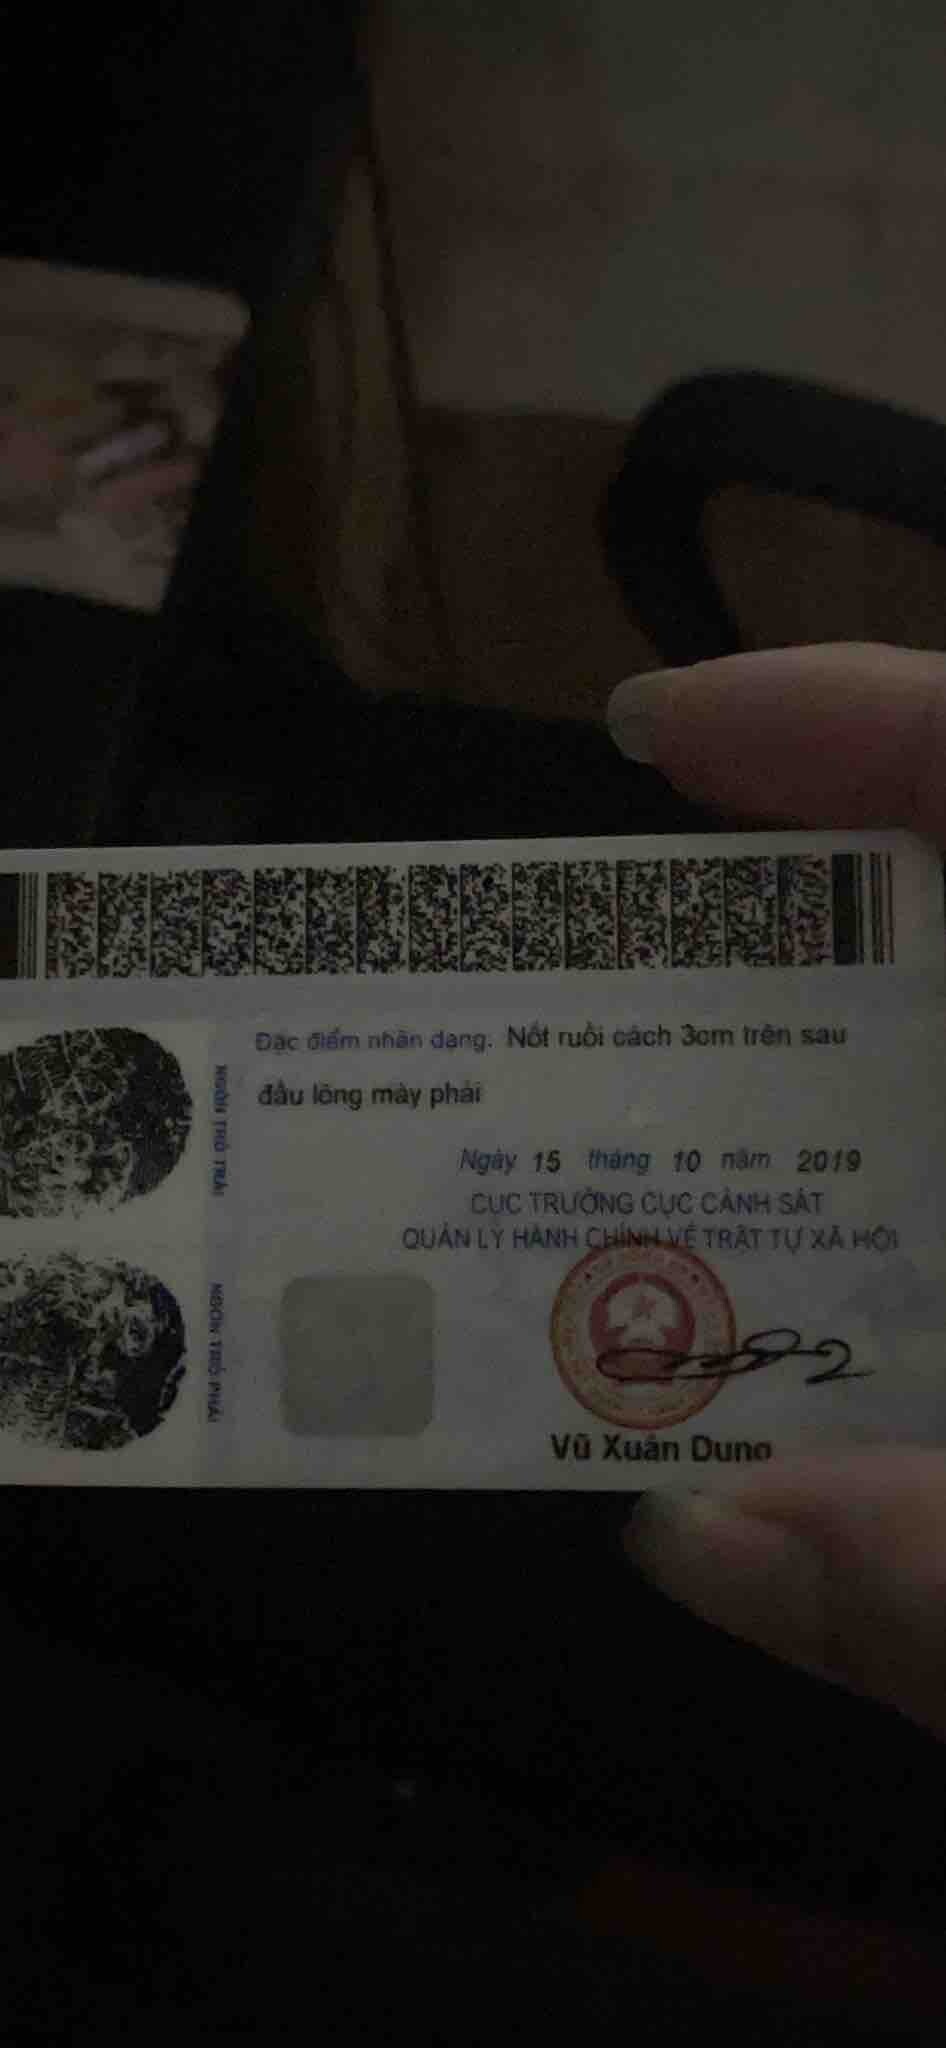 Đặc điểm nhân dạng: Nốt ruồi cách 3cm trên sau
đầu lông mày phải
Ngày 15 tháng 10 năm 2019
CỤC TRƯỞNG CỤC CẢNH SÁT
QUẢN LÝ HÀNH CHÍNH VỀ TRẬT TỰ XÃ HỘI
NGÓN TRỎ TRÁI
NGÓN TRỎ PHẢI
Vũ Xuân Dung